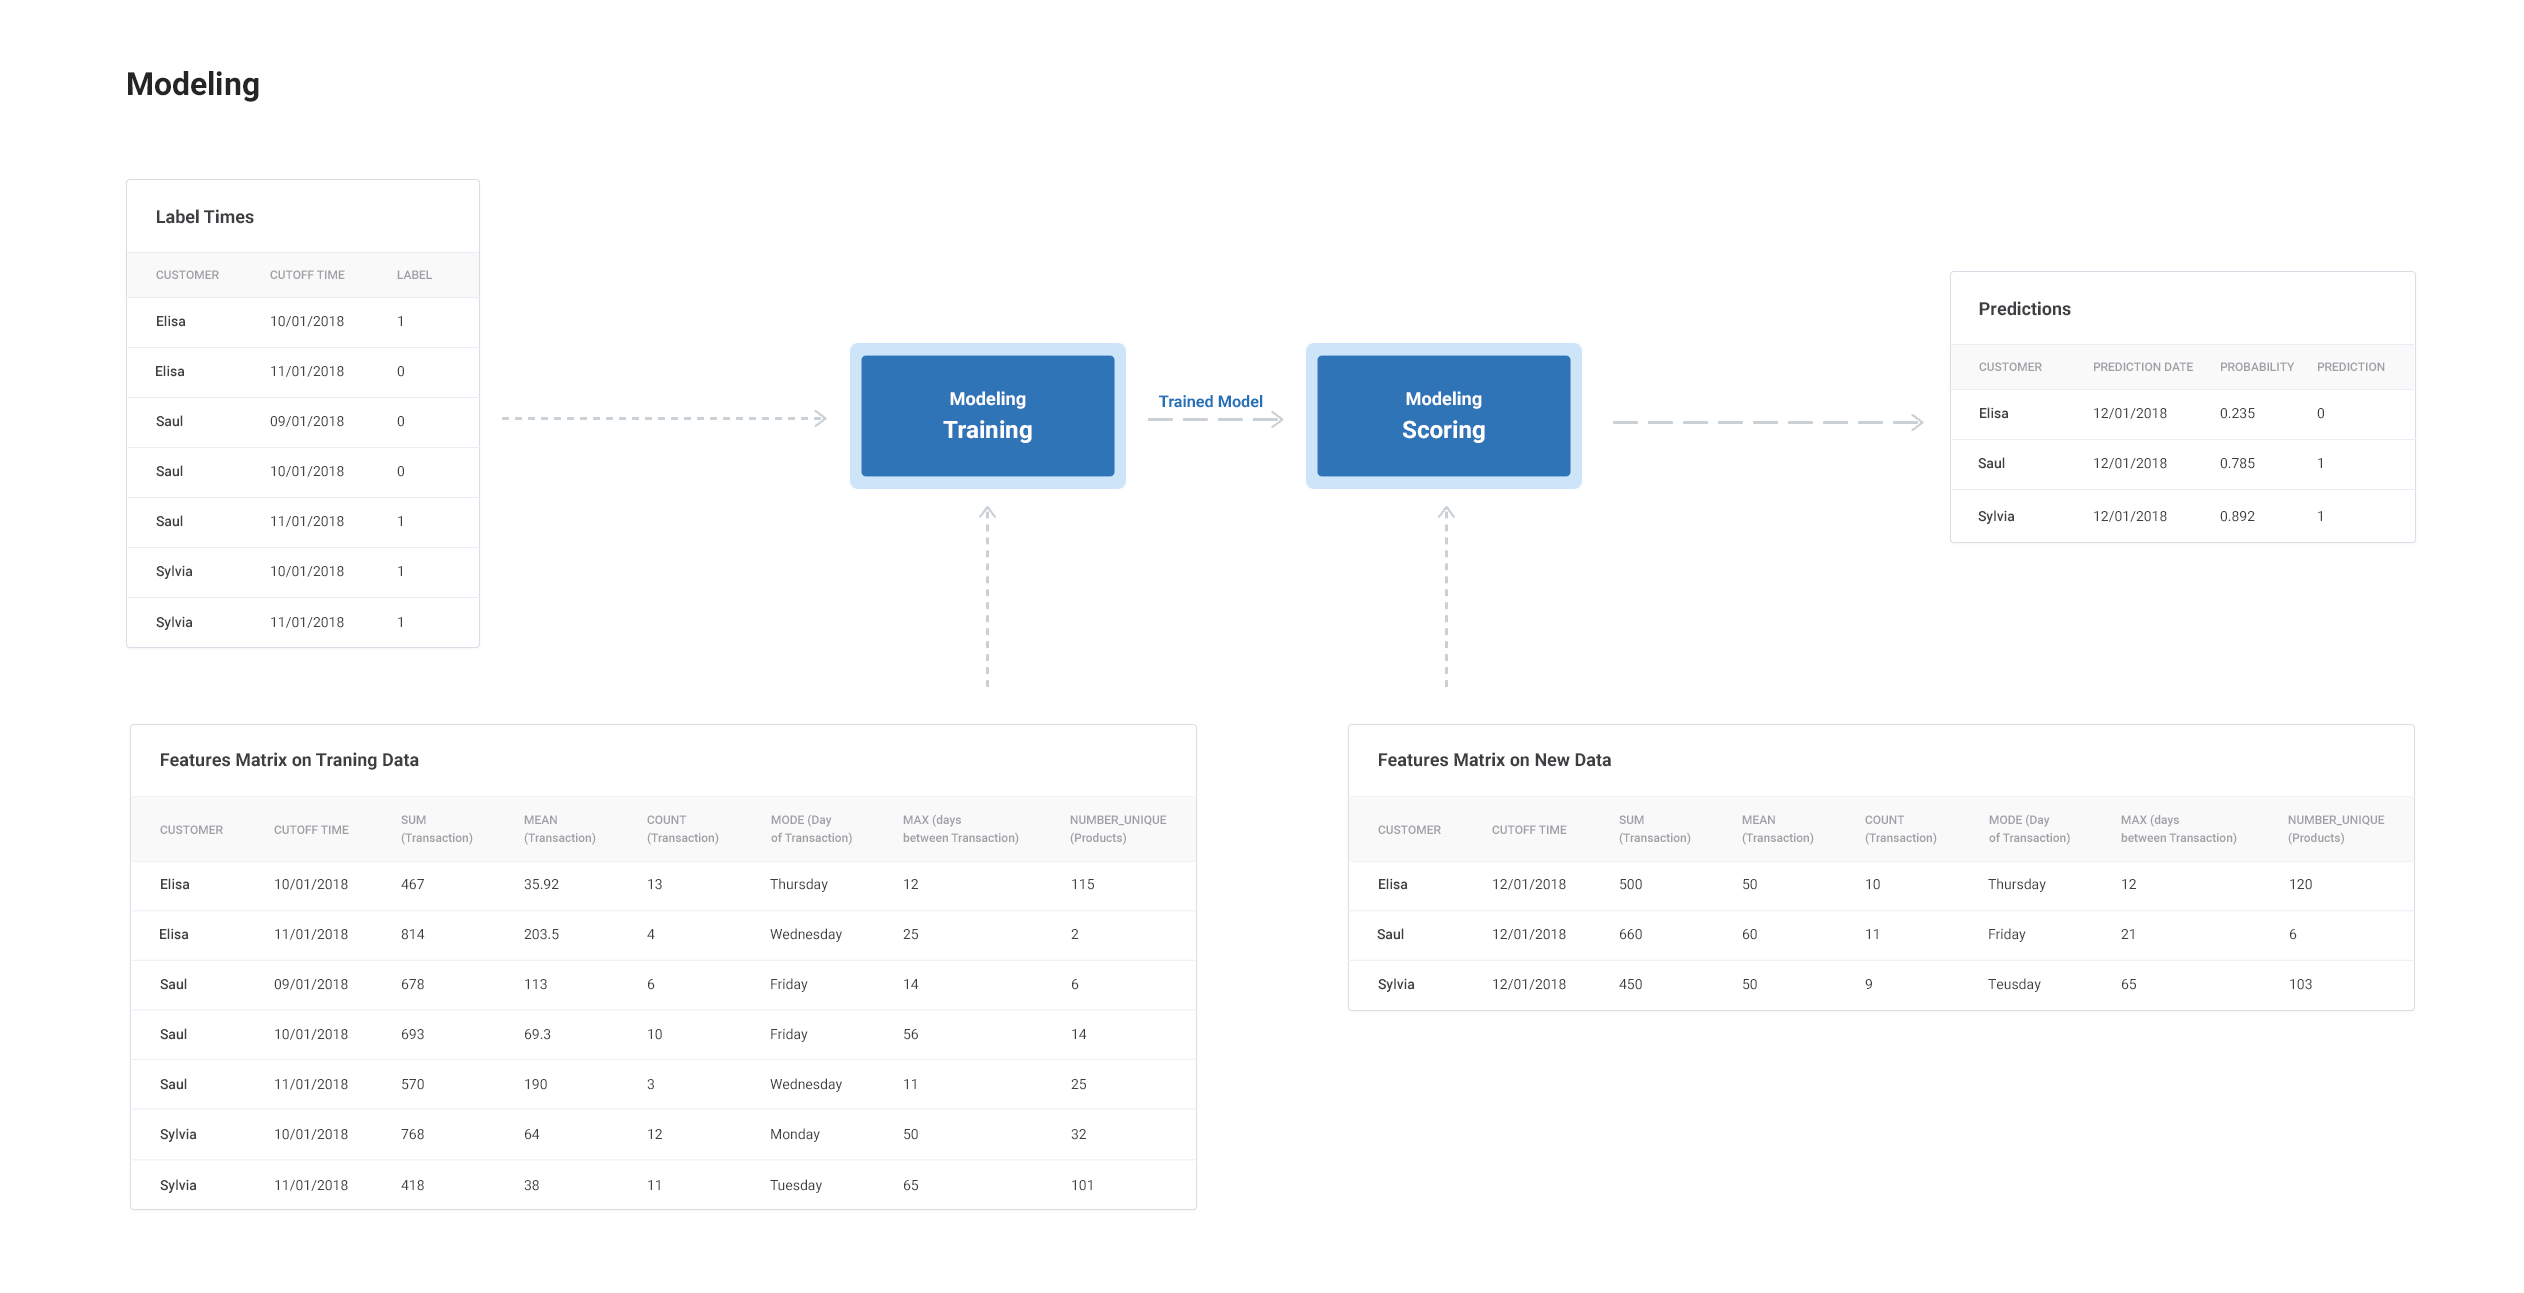 Modeling
Label Times
CUSTOMER CUTOFF TIME LABEL
Elisa 10/01/2018 1
Elisa 11/01/2018 0
Saul 09/01/2018 0
Saul 10/01/2018 0
Saul 11/01/2018 1
Sylvia 10/01/2018 1
Sylvia 11/01/2018 1
Modeling
Training
Trained Model
Modeling
Scoring
Predictions
CUSTOMER PREDICTION DATE PROBABILITY PREDICTION
Elisa 12/01/2018 0.235 0
Saul 12/01/2018 0.785 1
Sylvia 12/01/2018 0.892 1
Features Matrix on Traning Data
CUSTOMER CUTOFF TIME SUM (Transaction) MEAN (Transaction) COUNT (Transaction) MODE (Day of Transaction) MAX (days between Transaction) NUMBER_UNIQUE (Products)
Elisa 10/01/2018 467 35.92 13 Thursday 12 115
Elisa 11/01/2018 814 203.5 4 Wednesday 25 2
Saul 09/01/2018 678 113 6 Friday 14 6
Saul 10/01/2018 693 69.3 10 Friday 56 14
Saul 11/01/2018 570 190 3 Wednesday 11 25
Sylvia 10/01/2018 768 64 12 Monday 50 32
Sylvia 11/01/2018 418 38 11 Tuesday 65 101
Features Matrix on New Data
CUSTOMER CUTOFF TIME SUM (Transaction) MEAN (Transaction) COUNT (Transaction) MODE (Day of Transaction) MAX (days between Transaction) NUMBER_UNIQUE (Products)
Elisa 12/01/2018 500 50 10 Thursday 12 120
Saul 12/01/2018 660 60 11 Friday 21 6
Sylvia 12/01/2018 450 50 9 Teusday 65 103